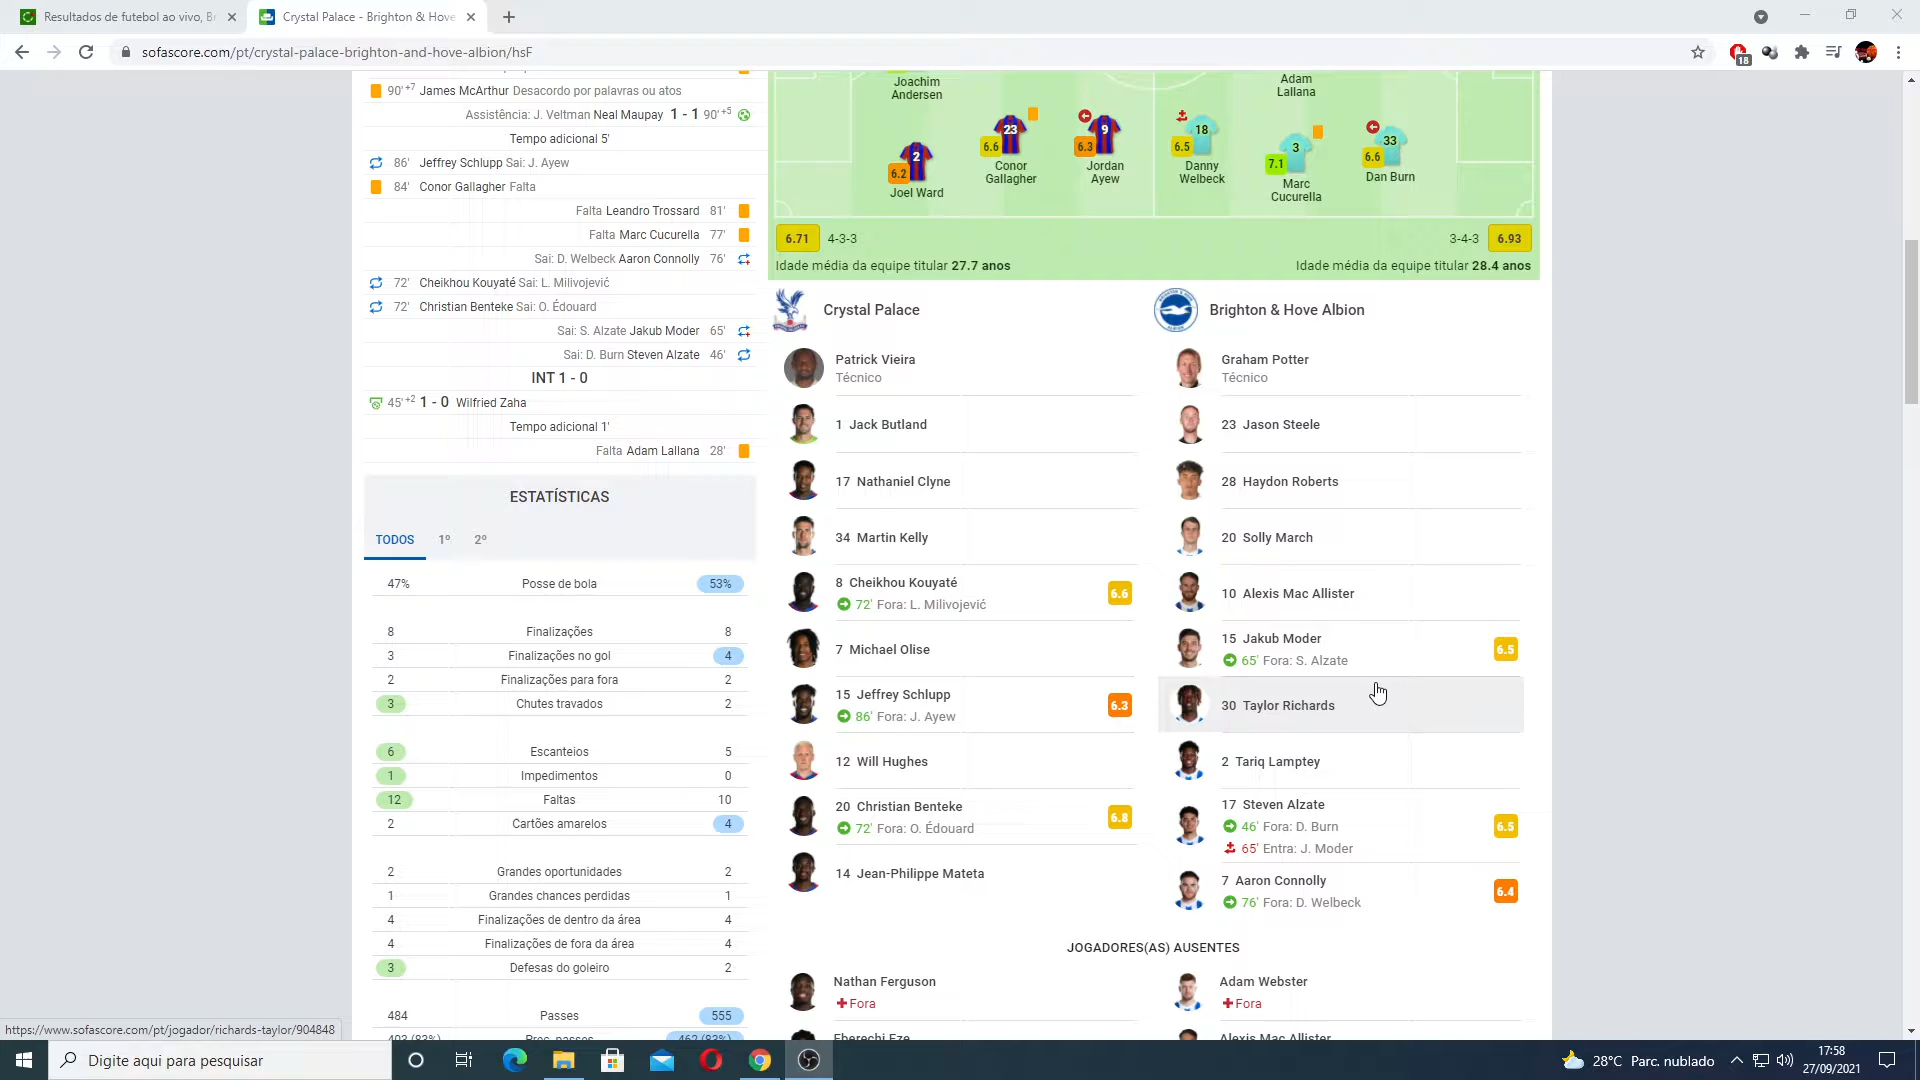 Resultados de futebol ao vivo, B
Crystal Palace - Brighton & Hove
sofascore.com/pt/crystal-palace-brighton-and-hove-albion/hsF
18
90'+7 James McArthur Desacordo por palavras ou atos
Assistência: J. Veltman Neal Maupay 1 - 1 90'+5
Tempo adicional 5'
86' Jeffrey Schlupp Sai: J. Ayew
84' Conor Gallagher Falta
Falta Leandro Trossard 81'
Falta Marc Cucurella 77'
Sai: D. Welbeck Aaron Connolly 76'
72' Cheikhou Kouyaté Sai: L. Milivojević
72' Christian Benteke Sai: O. Édouard
Sai: S. Alzate Jakub Moder 65'
Sai: D. Burn Steven Alzate 46'
INT 1 - 0
45'+2 1 - 0 Wilfried Zaha
Tempo adicional 1'
Falta Adam Lallana 28'
ESTATÍSTICAS
TODOS 1º 2º
47% Posse de bola 53%
8 Finalizações 8
3 Finalizações no gol 4
2 Finalizações para fora 2
3 Chutes travados 2
6 Escanteios 5
1 Impedimentos 0
12 Faltas 10
2 Cartões amarelos 4
2 Grandes oportunidades 2
1 Grandes chances perdidas 1
4 Finalizações de dentro da área 4
4 Finalizações de fora da área 4
3 Defesas do goleiro 2
484 Passes 555
403 (83%) Prec. passes 462 (83%)
Joachim
Andersen
Adam
Lallana
2
6.2
Joel Ward
23
6.6
Conor
Gallagher
9
6.3
Jordan
Ayew
18
6.5
Danny
Welbeck
3
7.1
Marc
Cucurella
33
6.6
Dan Burn
6.71 4-3-3
3-4-3 6.93
Idade média da equipe titular 27.7 anos
Idade média da equipe titular 28.4 anos
Crystal Palace
Patrick Vieira
Técnico
1 Jack Butland
17 Nathaniel Clyne
34 Martin Kelly
8 Cheikhou Kouyaté
72' Fora: L. Milivojević
6.6
7 Michael Olise
15 Jeffrey Schlupp
86' Fora: J. Ayew
6.3
12 Will Hughes
20 Christian Benteke
72' Fora: O. Édouard
6.8
14 Jean-Philippe Mateta
Brighton & Hove Albion
Graham Potter
Técnico
23 Jason Steele
28 Haydon Roberts
20 Solly March
10 Alexis Mac Allister
15 Jakub Moder
65' Fora: S. Alzate
6.5
30 Taylor Richards
2 Tariq Lamptey
17 Steven Alzate
46' Fora: D. Burn
65' Entra: J. Moder
6.5
7 Aaron Connolly
76' Fora: D. Welbeck
6.4
JOGADORES(AS) AUSENTES
Nathan Ferguson
Fora
Adam Webster
Fora
Eberechi Eze
Alexis Mac Allister
https://www.sofascore.com/pt/jogador/richards-taylor/904848
Digite aqui para pesquisar
28°C Parc. nublado
17:58
27/09/2021